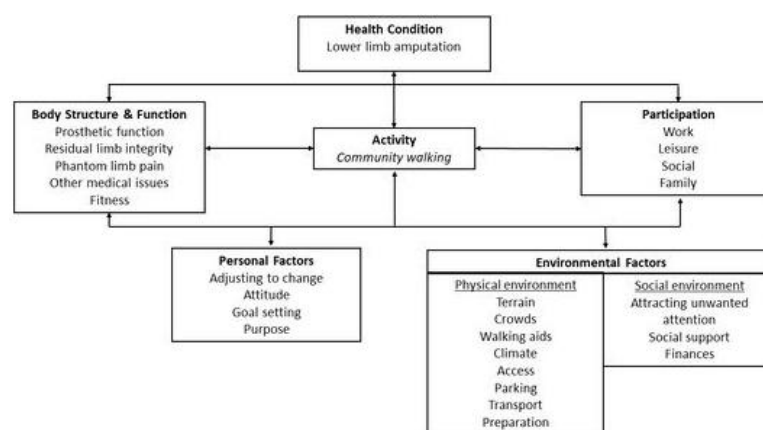 Health Condition
Lower limb amputation
Body Structure & Function
Prosthetic function
Residual limb integrity
Phantom limb pain
Other medical issues
Fitness
Activity
Community walking
Participation
Work
Leisure
Social
Family
Personal Factors
Adjusting to change
Attitude
Goal setting
Purpose
Environmental Factors
Physical environment
Terrain
Crowds
Walking aids
Climate
Access
Parking
Transport
Preparation
Social environment
Attracting unwanted
attention
Social support
Finances